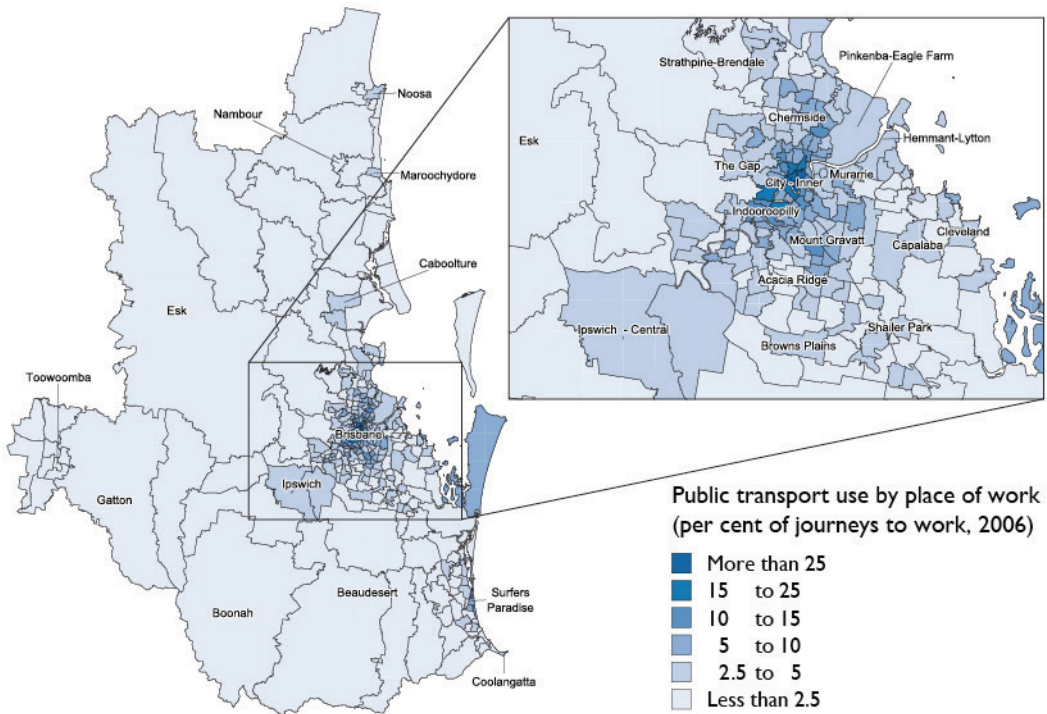 Noosa
Nambour
Maroochydore
Caboolture
Esk
Toowoomba
Brisbane
Ipswich
Gatton
Boonah
Beaudesert
Surfers
Paradise
Coolangatta
Strathpine-Brendale
Pinkenba-Eagle Farm
Chermside
Hemmant-Lytton
Esk
The Gap
Murarrie
City - Inner
Indooroopilly
Mount Gravatt
Capalaba
Cleveland
Acacia Ridge
Ipswich - Central
Shailer Park
Browns Plains
Public transport use by place of work
(per cent of journeys to work, 2006)
More than 25
15 to 25
10 to 15
5 to 10
2.5 to 5
Less than 2.5